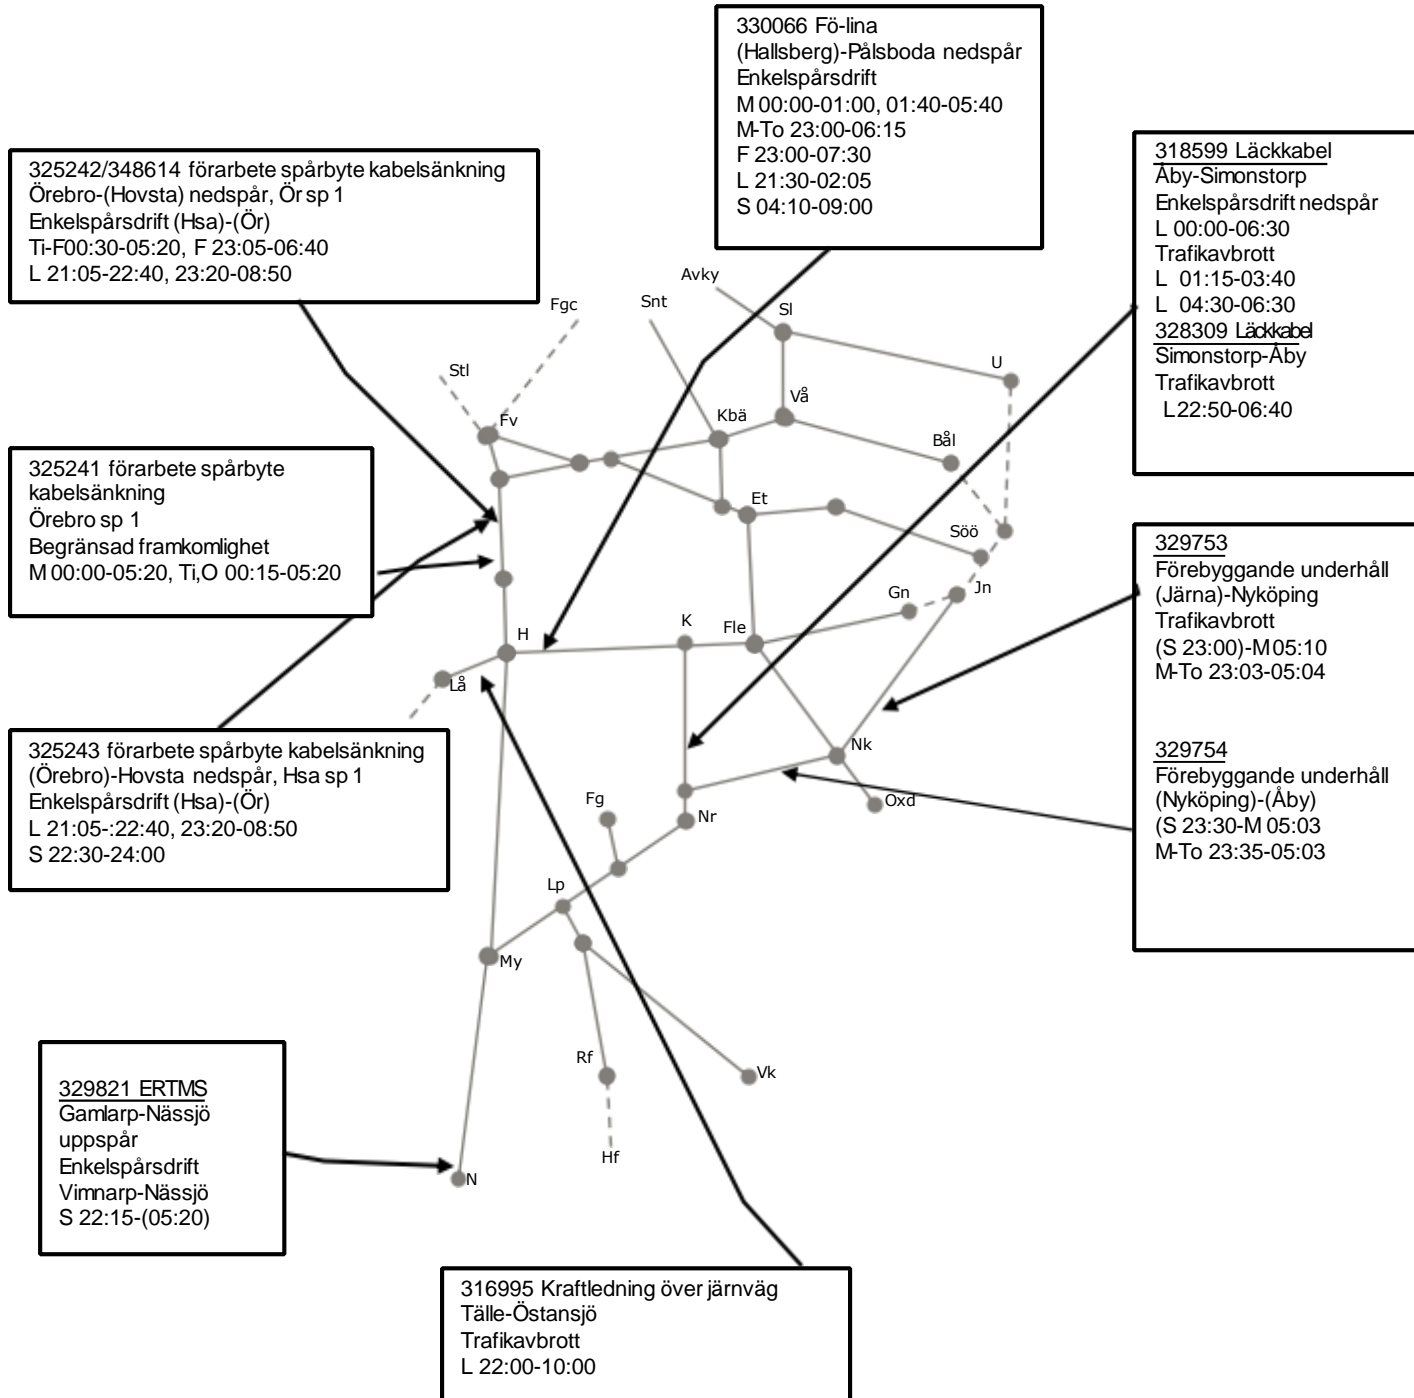 330066 Fö-lina
(Hallsberg)-Pålsboda nedspår
Enkelspårsdrift
M 00:00-01:00, 01:40-05:40
M-To 23:00-06:15
F 23:00-07:30
L 21:30-02:05
S 04:10-09:00
325242/348614 förarbete spårbyte kabelsänkning
Örebro-(Hovsta) nedspår, Ör sp 1
Enkelspårsdrift (Hsa)-(Ör)
Ti-F00:30-05:20, F 23:05-06:40
L 21:05-22:40, 23:20-08:50
318599 Läckkabel
Åby-Simonstorp
Enkelspårsdrift nedspår
L 00:00-06:30
Trafikavbrott
L 01:15-03:40
L 04:30-06:30
328309 Läckkabel
Simonstorp-Åby
Trafikavbrott
L22:50-06:40
Avky
Snt
Fgc
Sl
Stl
U
Vå
Fv
Kbä
Bål
325241 förarbete spårbyte
kabelsänkning
Örebro sp 1
Begränsad framkomlighet
M 00:00-05:20, Ti,O 00:15-05:20
Et
Söö
Jn
Gn
329753
Förebyggande underhåll
(Järna)-Nyköping
Trafikavbrott
(S 23:00)-M 05:10
M-To 23:03-05:04
H
K
Fle
Lå
325243 förarbete spårbyte kabelsänkning
(Örebro)-Hovsta nedspår, Hsa sp 1
Enkelspårsdrift (Hsa)-(Ör)
L 21:05-:22:40, 23:20-08:50
S 22:30-24:00
Nk
329754
Förebyggande underhåll
(Nyköping)-(Åby)
(S 23:30-M 05:03
M-To 23:35-05:03
Fg
Oxd
Nr
Lp
My
Rf
Vk
329821 ERTMS
Gamlarp-Nässjö
uppspår
Enkelspårsdrift
Vimnarp-Nässjö
S 22:15-(05:20)
Hf
N
316995 Kraftledning över järnväg
Tälle-Östansjö
Trafikavbrott
L 22:00-10:00